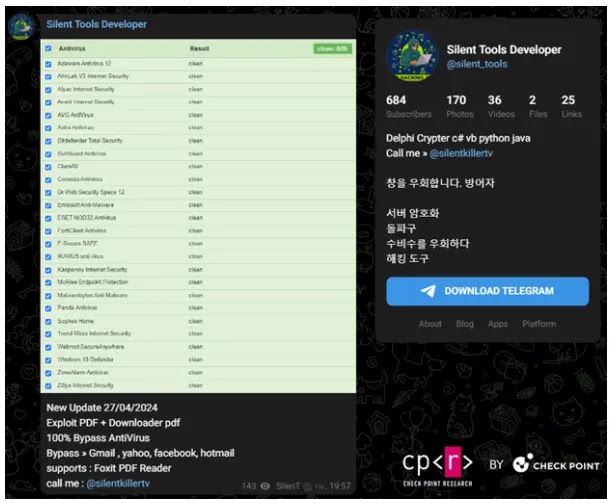 Silent Tools Developer
Antivirus Result clean: 0/26
Adaware Antivirus 12 clean
AhnLab V3 Internet Security clean
Alyac Internet Security clean
Avast Internet Security clean
AVG AntiVirus clean
Avira Antivirus clean
Bitdefender Total Security clean
BullGuard Antivirus clean
ClamAV clean
Comodo Antivirus clean
Dr.Web Security Space 12 clean
Emsisoft Anti-Malware clean
ESET NOD32 Antivirus clean
FortiClient Antivirus clean
F-Secure SAFE clean
IKARUS anti.virus clean
Kaspersky Internet Security clean
McAfee Endpoint Protection clean
Malwarebytes Anti-Malware clean
Panda Antivirus clean
Sophos Home clean
Trend Micro Internet Security clean
Webroot SecureAnywhere clean
Windows 10 Defender clean
ZoneAlarm Antivirus clean
Zillya Internet Security clean
New Update 27/04/2024
Exploit PDF + Downloader pdf
100% Bypass AntiVirus
Bypass » Gmail , yahoo, facebook, hotmail
supports : Foxit PDF Reader
call me : @silentkillertv
143 SilenT 19:57
HACKING
Silent Tools Developer
@silent_tools
684 170 36 2 25
Subscribers Photos Videos Files Links
Delphi Crypter c# vb python java
Call me » @silentkillertv
창을 우회합니다. 방어자
서버 암호화
돌파구
수비수를 우회하다
해킹 도구
DOWNLOAD TELEGRAM
About Blog Apps Platform
cp<r> BY CHECK POINT
CHECK POINT RESEARCH